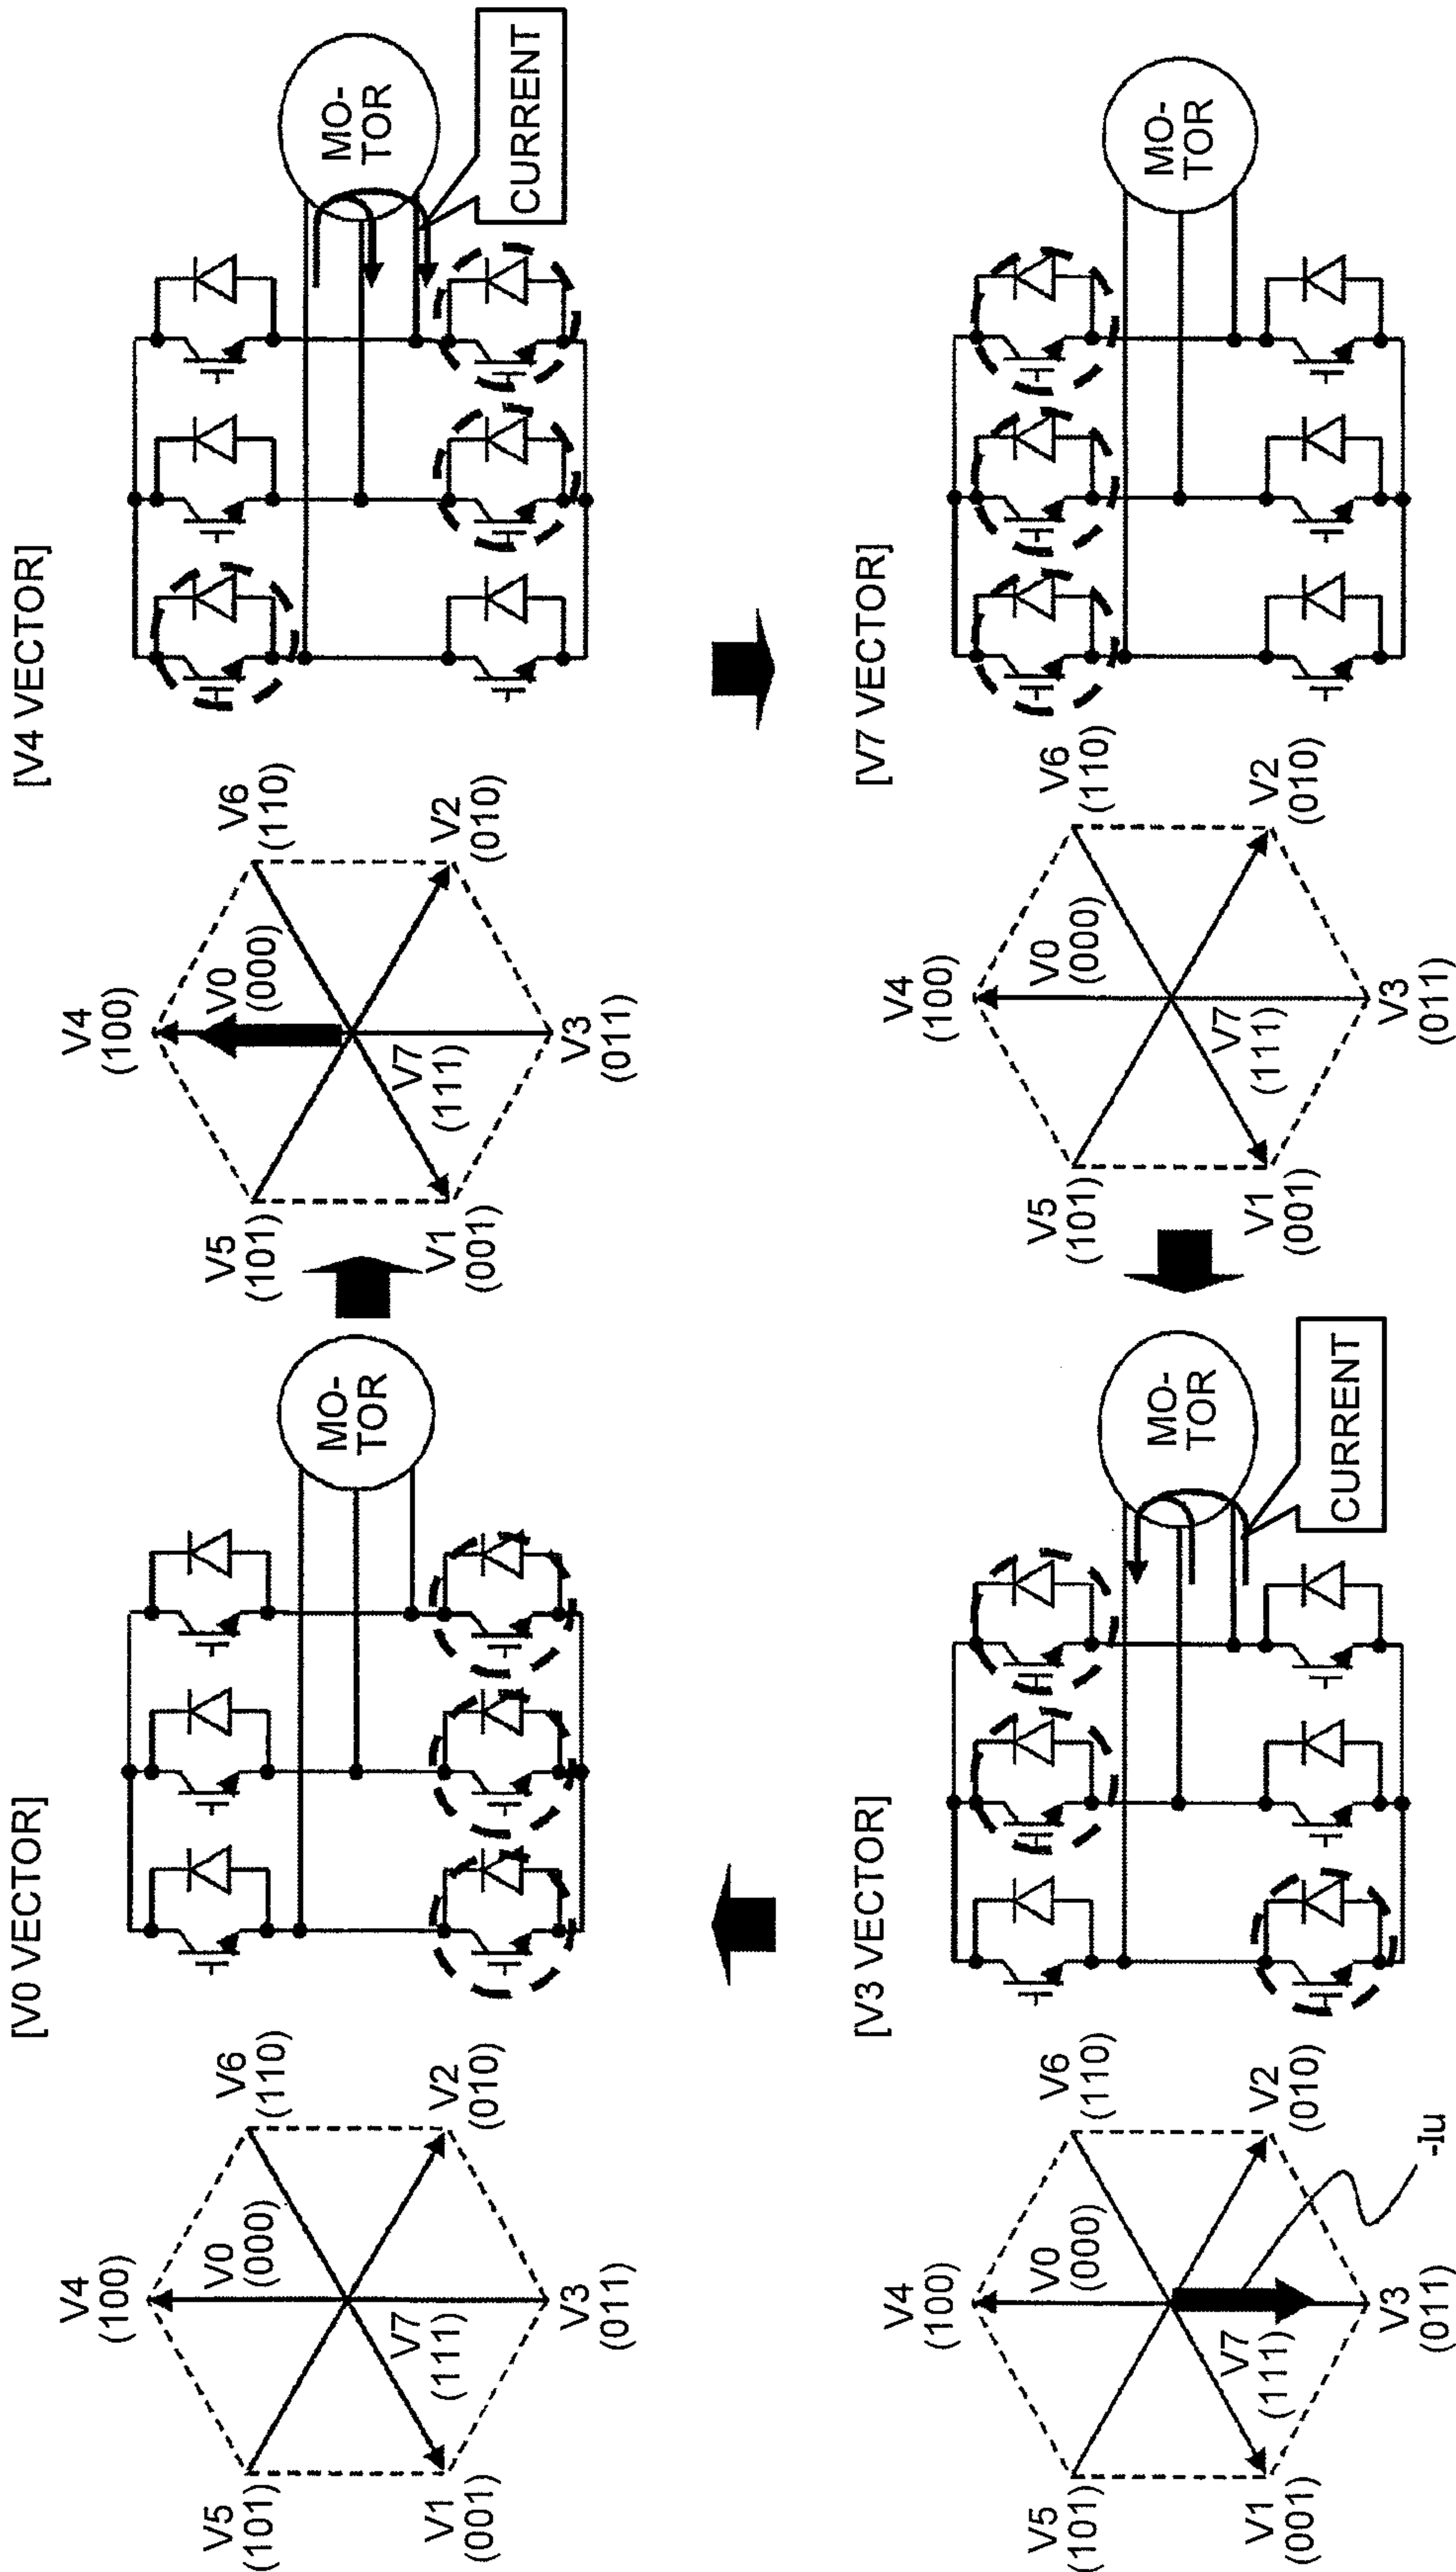 [V0 VECTOR]
V4
(100)
V5
(101)
V6
(110)
V0
(000)
V7
(111)
V1
(001)
V2
(010)
V3
(011)
MO-
TOR
[V4 VECTOR]
V4
(100)
V5
(101)
V6
(110)
V0
(000)
V7
(111)
V1
(001)
V2
(010)
V3
(011)
MO-
TOR
CURRENT
[V3 VECTOR]
V4
(100)
V5
(101)
V6
(110)
V0
(000)
V7
(111)
V1
(001)
V2
(010)
V3
(011)
-Iu
MO-
TOR
CURRENT
[V7 VECTOR]
V4
(100)
V5
(101)
V6
(110)
V0
(000)
V7
(111)
V1
(001)
V2
(010)
V3
(011)
MO-
TOR